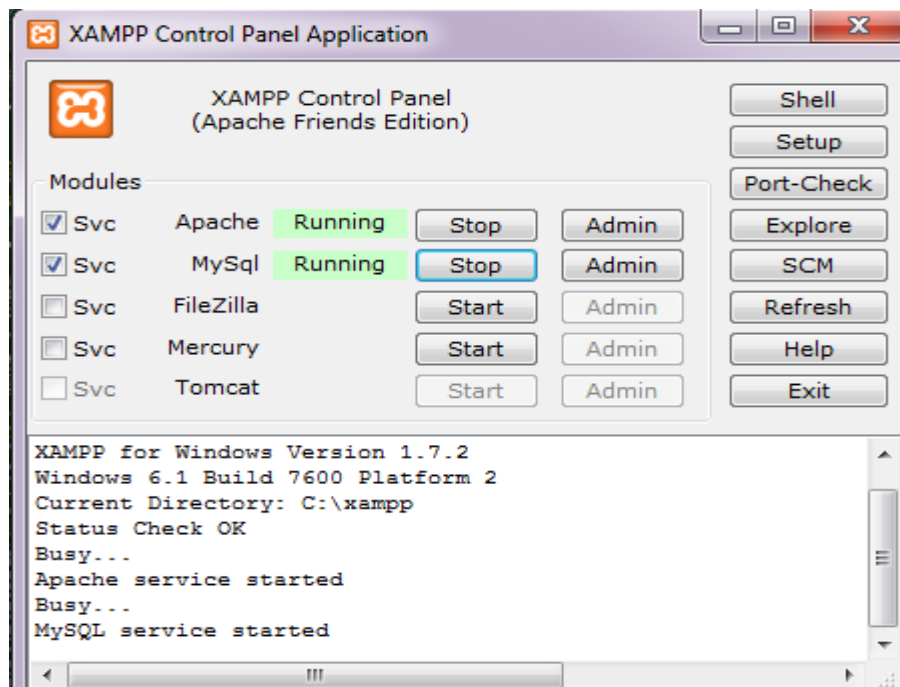 XAMPP Control Panel Application
XAMPP Control Panel
(Apache Friends Edition)
Shell
Setup
Port-Check
Explore
SCM
Refresh
Help
Exit
Modules
Svc Apache Running Stop Admin
Svc MySql Running Stop Admin
Svc FileZilla Start Admin
Svc Mercury Start Admin
Svc Tomcat Start Admin
XAMPP for Windows Version 1.7.2
Windows 6.1 Build 7600 Platform 2
Current Directory: C:\xampp
Status Check OK
Busy...
Apache service started
Busy...
MySQL service started